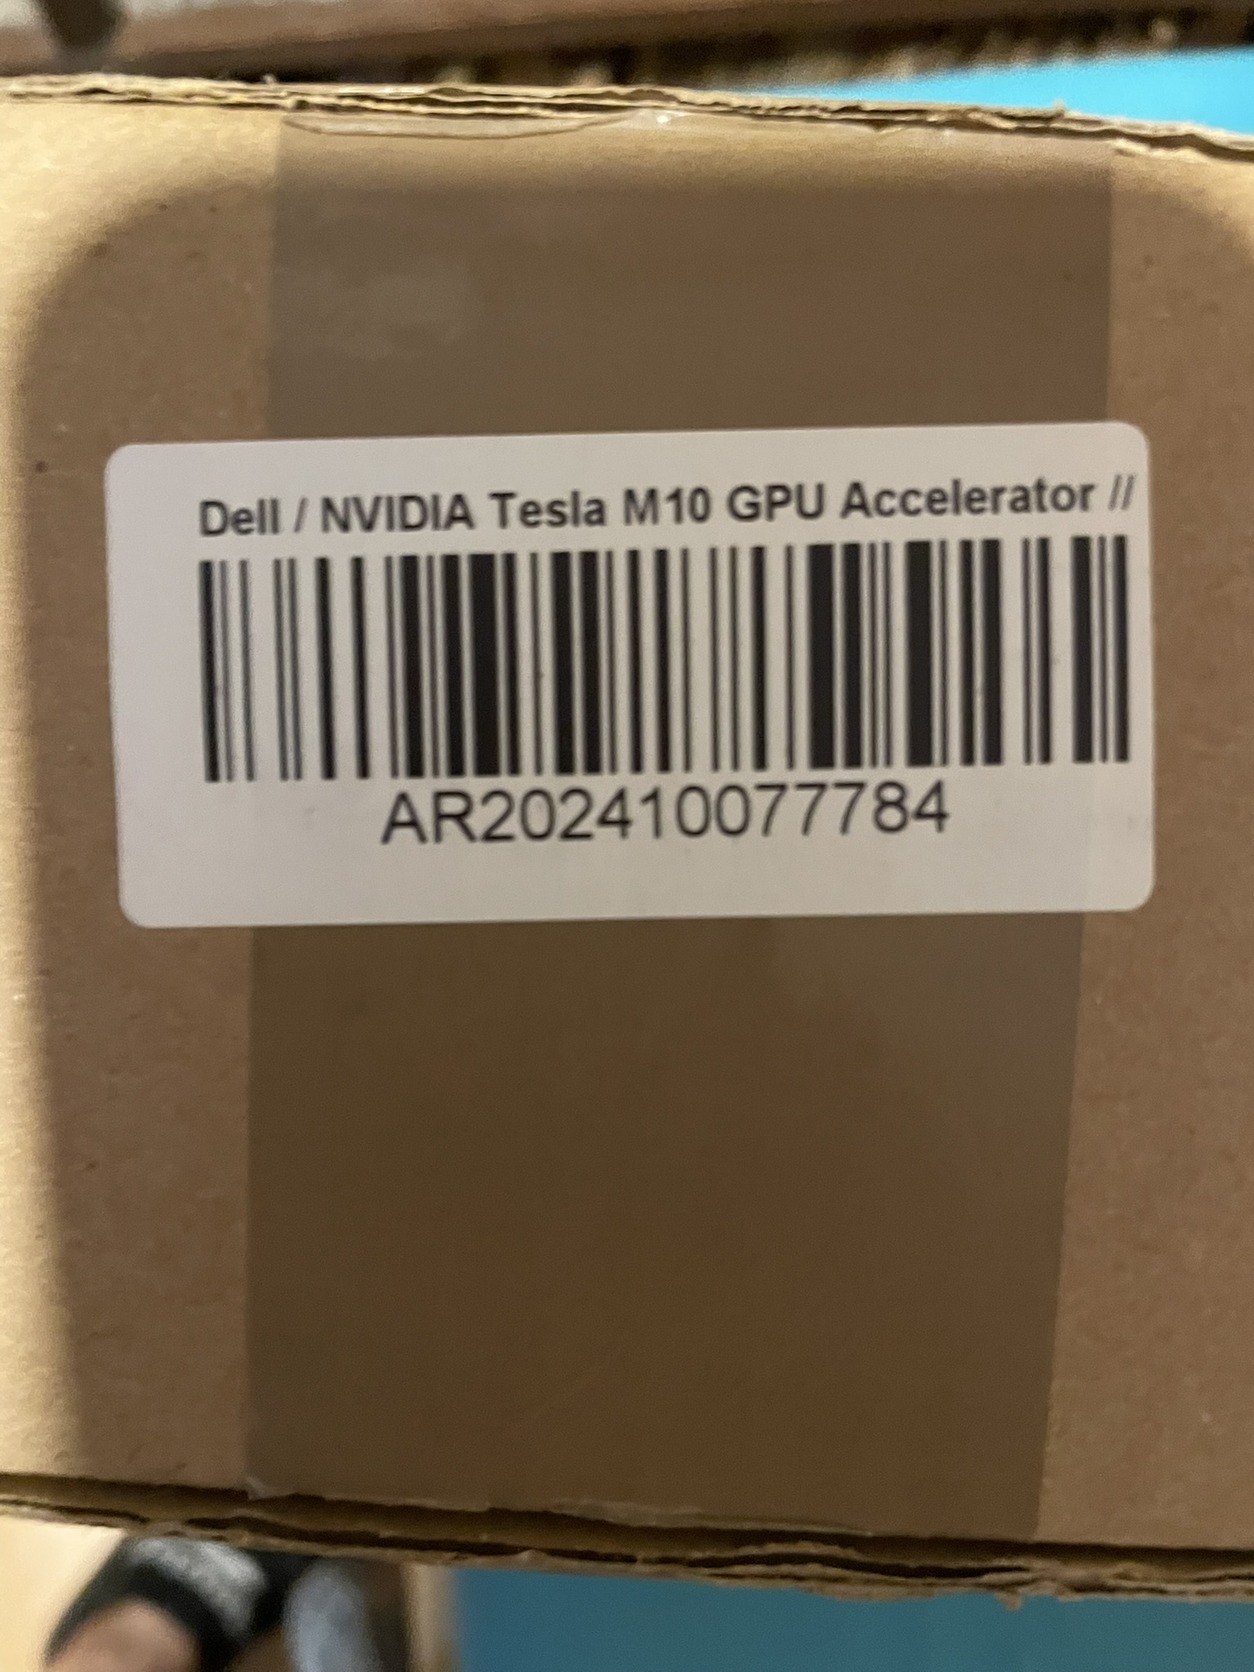 Dell / NVIDIA Tesla M10 GPU Accelerator //
AR202410077784